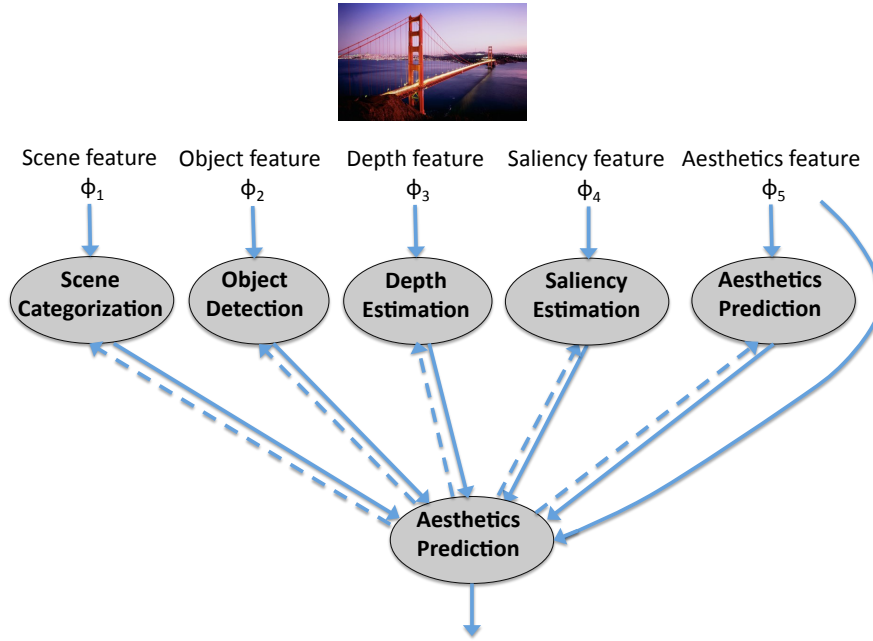 Scene feature
Object feature
Depth feature
Saliency feature
Aesthetics feature
ϕ₁
ϕ₂
ϕ₃
ϕ₄
ϕ₅
Scene
Categorization
Object
Detection
Depth
Estimation
Saliency
Estimation
Aesthetics
Prediction
Aesthetics
Prediction